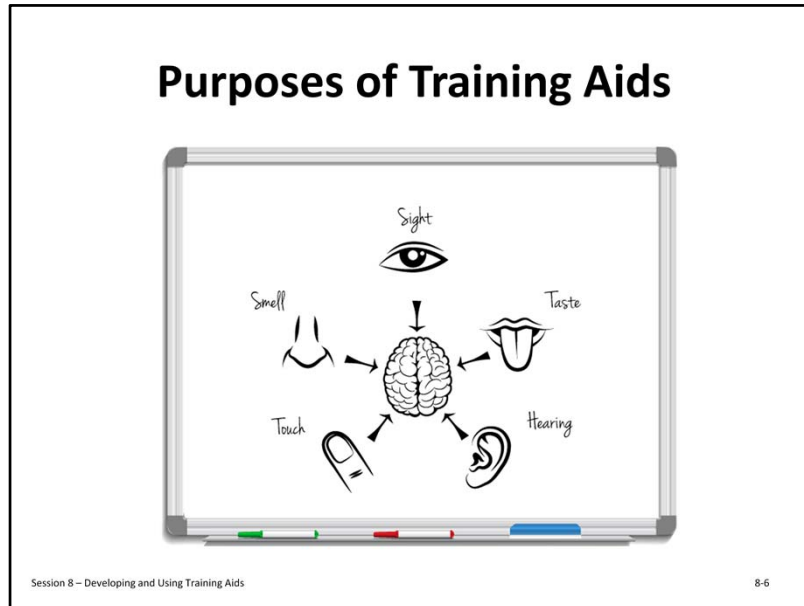 Purposes of Training Aids
Sight
Smell
Taste
Touch
Hearing
Session 8 – Developing and Using Training Aids
8-6